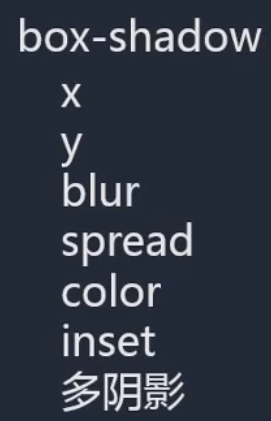 box-shadow
x
y
blur
spread
color
inset
多阴影